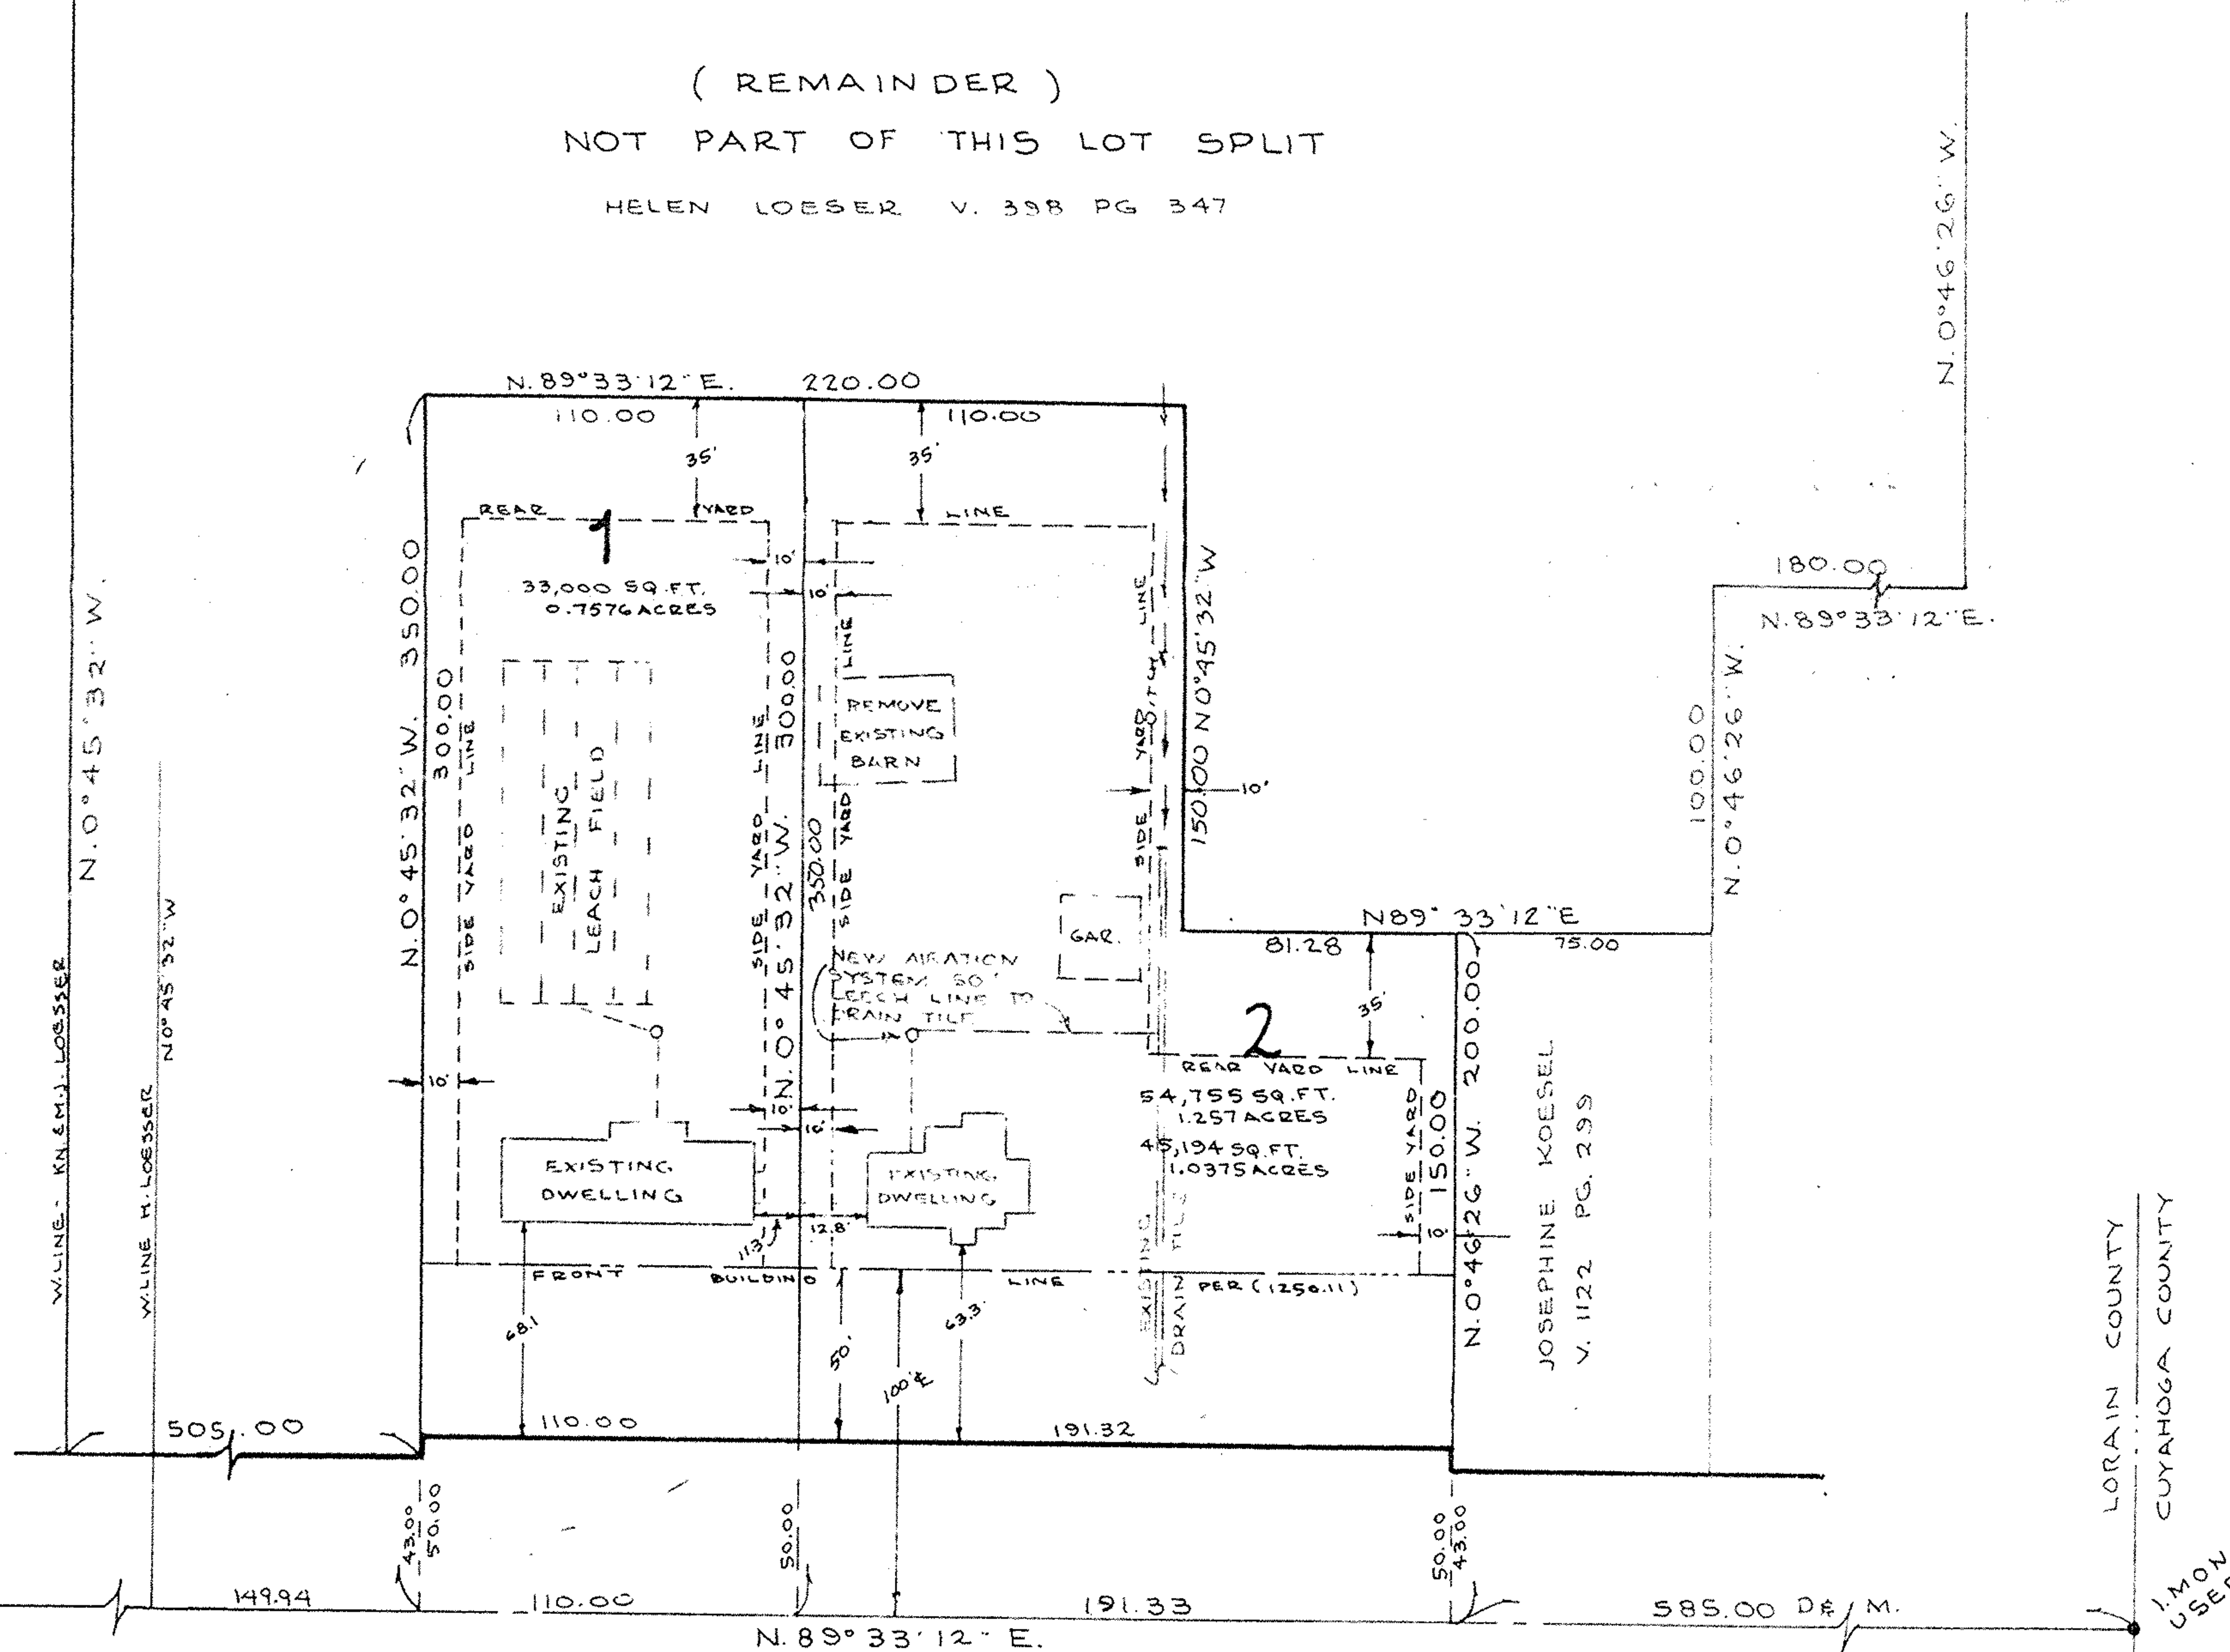 ( REMAINDER )
NOT PART OF THIS LOT SPLIT
HELEN LOESER V. 398 PG 347
N.0°46'26" W.
N. 89°33'12" E. 220.00
110.00
110.00
35'
35'
REAR YARD LINE
1
33,000 SQ.FT.
0.7576 ACRES
10'
10'
N.0°45'32" W.
N.0°45'32" W. 350.00
300.00
SIDE YARD LINE
EXISTING
LEACH FIELD
SIDE YARD LINE
N.0°45'32" W. 300.00
350.00
SIDE YARD LINE
REMOVE
EXISTING
BARN
SIDE YARD LINE
150.00 N0°45'32"W
10'
180.00
N.89°33'12"E.
100.00
N.0°46'26" W.
GAR.
N89°33'12"E
81.28
75.00
NEW AIRATION
SYSTEM 50'
LEECH LINE TO
DRAIN TILE
35'
2
REAR YARD LINE
54,755 SQ.FT.
1.257 ACRES
45,194 SQ.FT.
1.0375 ACRES
SIDE YARD
150.00
N.0°46'26" W. 200.00
JOSEPHINE KOESEL
V. 1122 PG. 299
10'
10'
10'
10'
EXISTING
DWELLING
EXISTING
DWELLING
11.3'
12.8'
FRONT BUILDING LINE PER (1250.11)
EXISTING
DRAIN TILE
68.1
50'
100'℄
63.3
W.LINE - KN.& M.J. LOESSER
W.LINE H. LOESSER
N0°45'32"W
505.00
110.00
191.32
43.00
50.00
50.00
50.00
43.00
149.94
110.00
191.33
585.00 D& M.
N. 89°33'12" E.
LORAIN COUNTY
CUYAHOGA COUNTY
1. MON